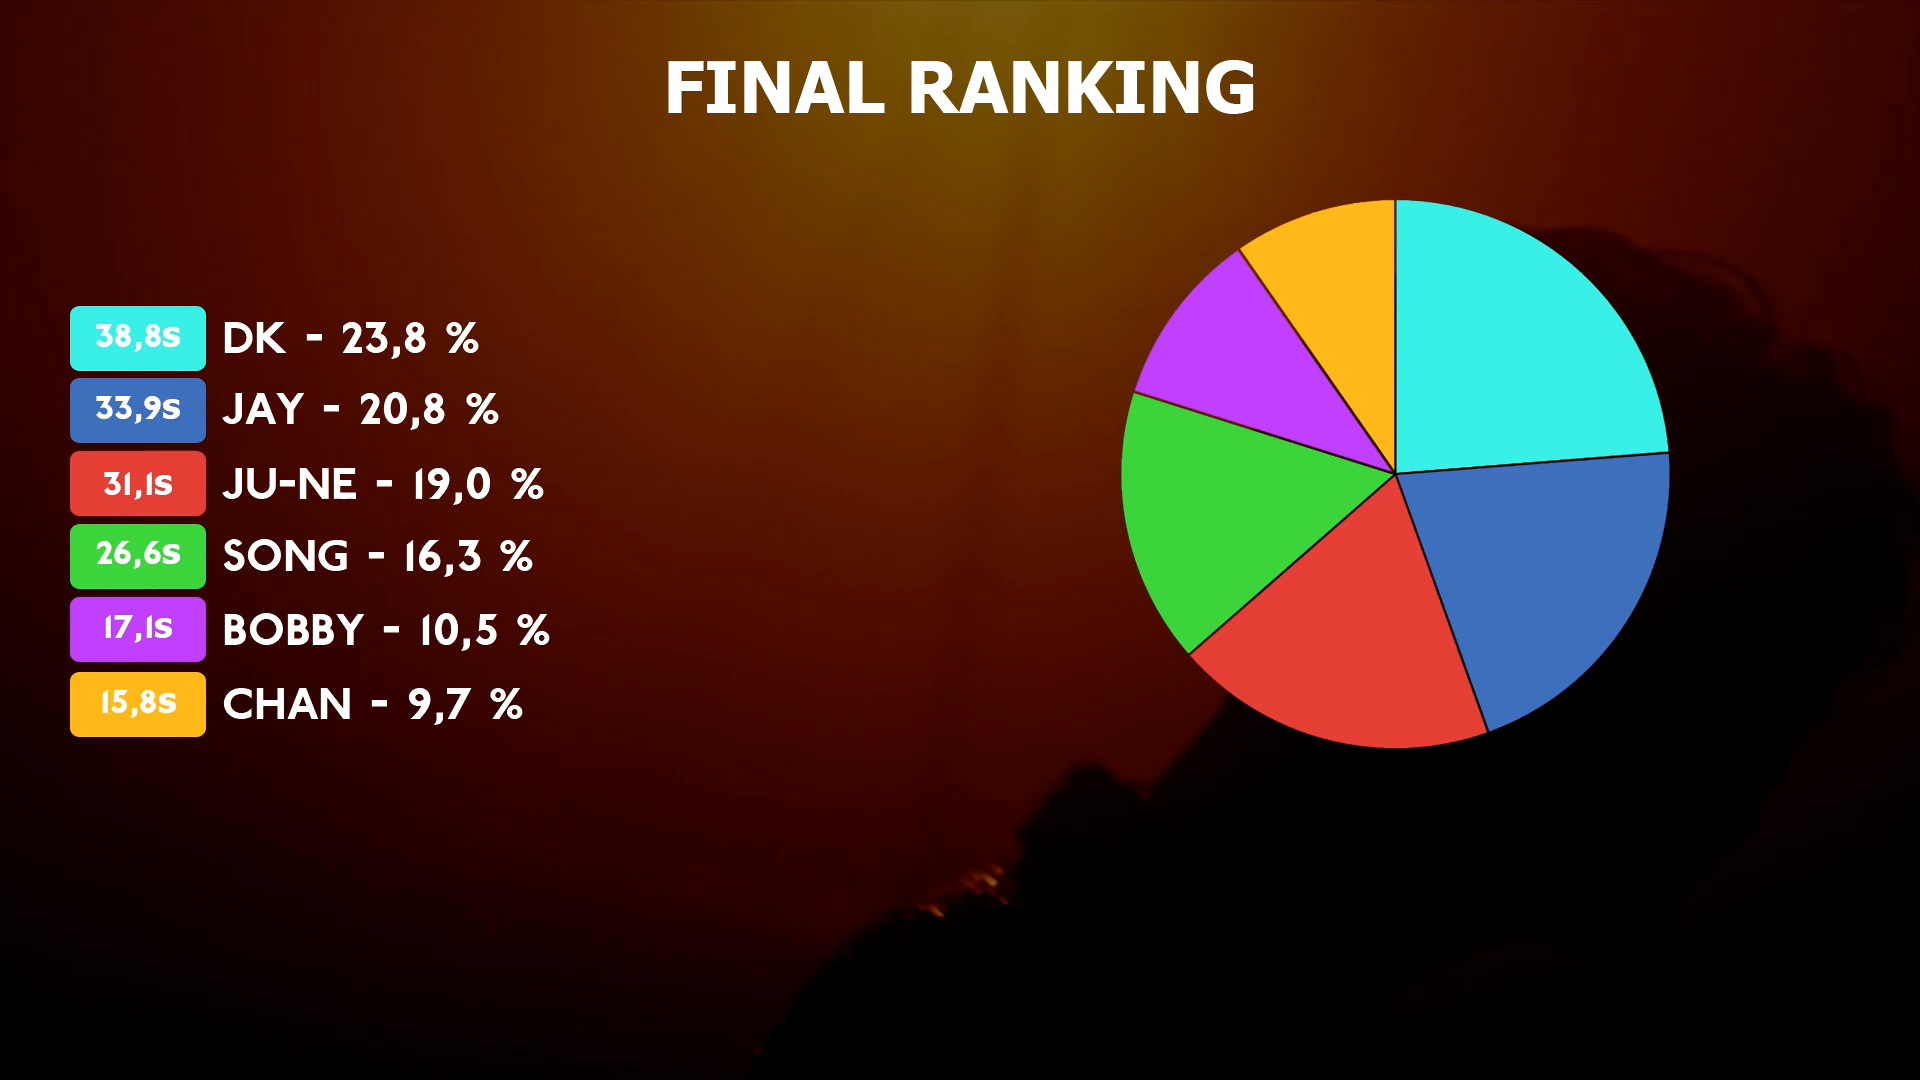 FINAL RANKING
38,8s DK - 23,8 %
33,9s JAY - 20,8 %
31,1s JU-NE - 19,0 %
26,6s SONG - 16,3 %
17,1s BOBBY - 10,5 %
15,8s CHAN - 9,7 %